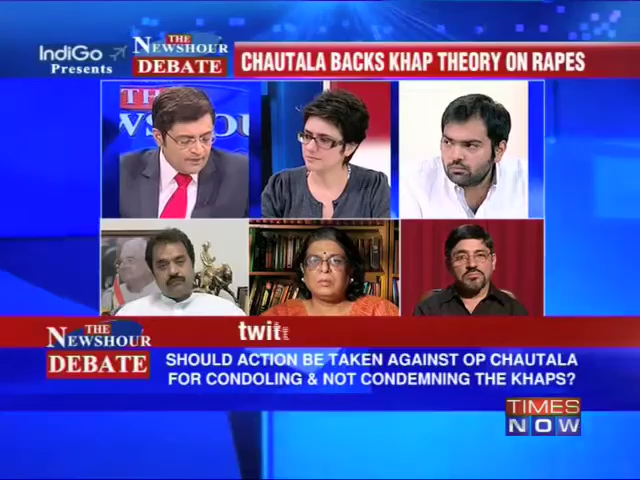 IndiGo
Presents
THE
NEWSHOUR
DEBATE
CHAUTALA BACKS KHAP THEORY ON RAPES
THE
NEWSHOUR
DEBATE
twit
SHOULD ACTION BE TAKEN AGAINST OP CHAUTALA
FOR CONDOLING & NOT CONDEMNING THE KHAPS?
TIMES
NOW